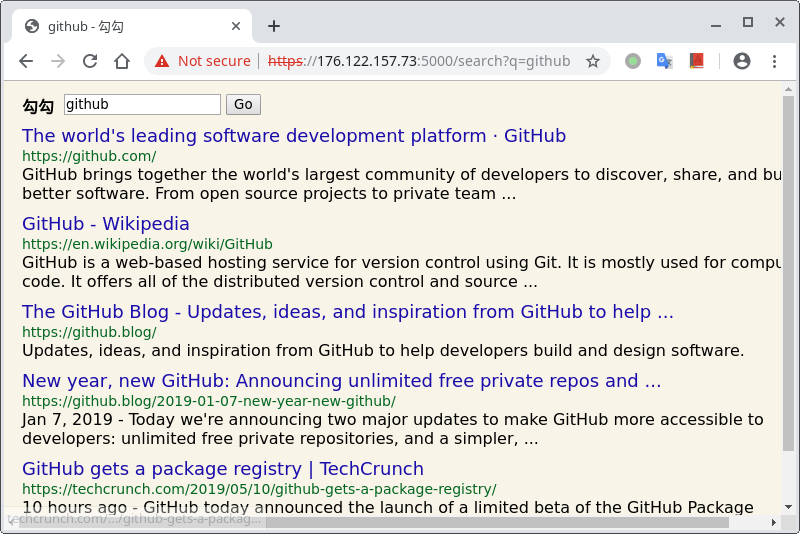 github - 勾勾
Not secure https://176.122.157.73:5000/search?q=github
勾勾 github Go
The world's leading software development platform · GitHub
https://github.com/
GitHub brings together the world's largest community of developers to discover, share, and bu
better software. From open source projects to private team ...
GitHub - Wikipedia
https://en.wikipedia.org/wiki/GitHub
GitHub is a web-based hosting service for version control using Git. It is mostly used for compu
code. It offers all of the distributed version control and source ...
The GitHub Blog - Updates, ideas, and inspiration from GitHub to help ...
https://github.blog/
Updates, ideas, and inspiration from GitHub to help developers build and design software.
New year, new GitHub: Announcing unlimited free private repos and ...
https://github.blog/2019-01-07-new-year-new-github/
Jan 7, 2019 - Today we're announcing two major updates to make GitHub more accessible to
developers: unlimited free private repositories, and a simpler, ...
GitHub gets a package registry | TechCrunch
https://techcrunch.com/2019/05/10/github-gets-a-package-registry/
10 hours ago - GitHub today announced the launch of a limited beta of the GitHub Package
techcrunch.com/.../github-gets-a-packag...